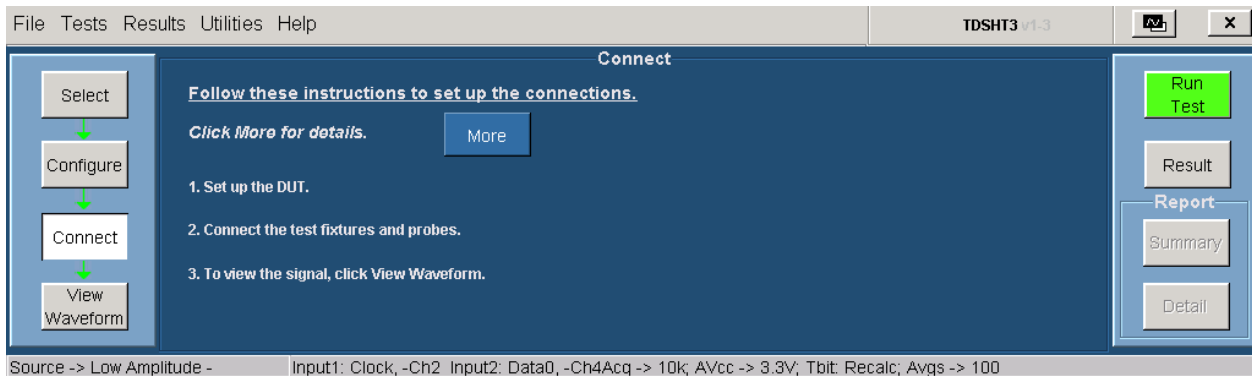 File Tests Results Utilities Help TDSHT3 v1-3 x
Connect
Select
Configure
Connect
View
Waveform
Follow these instructions to set up the connections.
Click More for details. More
1. Set up the DUT.
2. Connect the test fixtures and probes.
3. To view the signal, click View Waveform.
Run
Test
Result
Report
Summary
Detail
Source -> Low Amplitude - Input1: Clock, -Ch2 Input2: Data0, -Ch4Acq -> 10k; AVcc -> 3.3V; Tbit: Recalc; Avgs -> 100